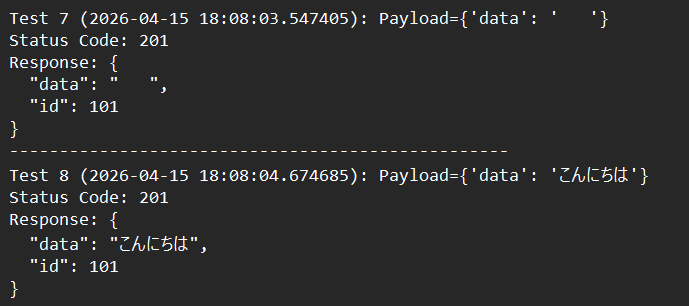 Test 7 (2026-04-15 18:08:03.547405): Payload={'data': '   '}
Status Code: 201
Response: {
  "data": "   ",
  "id": 101
}
--------------------------------------------------
Test 8 (2026-04-15 18:08:04.674685): Payload={'data': 'こんにちは'}
Status Code: 201
Response: {
  "data": "こんにちは",
  "id": 101
}